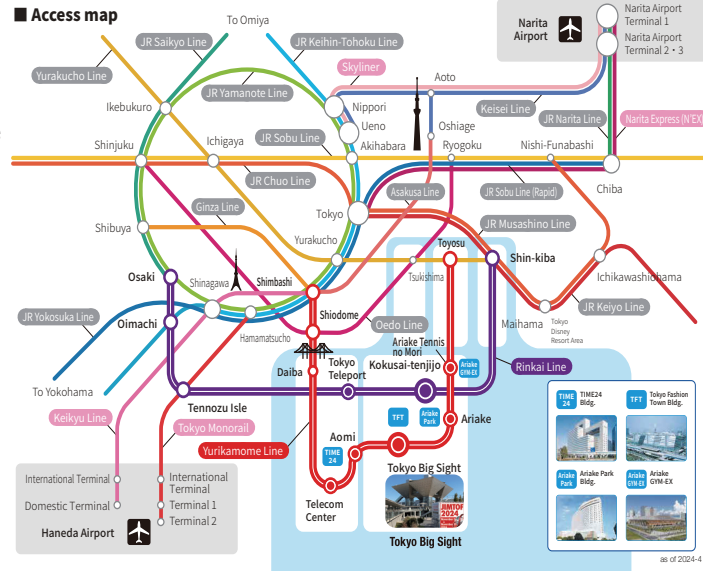 ■ Access map
To Omiya
JR Saikyo Line
JR Keihin-Tohoku Line
Narita
Airport
Narita Airport
Terminal 1
Narita Airport
Terminal 2・3
Yurakucho Line
Skyliner
JR Yamanote Line
Aoto
Ikebukuro
Nippori
Keisei Line
Ueno
JR Narita Line
Narita Express (N'EX)
Oshiage
Shinjuku
Ichigaya
JR Sobu Line
Akihabara
Ryogoku
Nishi-Funabashi
JR Chuo Line
Asakusa Line
JR Sobu Line (Rapid)
Chiba
Ginza Line
Tokyo
JR Musashino Line
Shibuya
Yurakucho
Toyosu
Shin-kiba
Tsukishima
Ichikawashiohama
Osaki
Shinagawa
Shimbashi
JR Yokosuka Line
Oimachi
Hamamatsucho
Shiodome
Oedo Line
Maihama
Tokyo
Disney
Resort Area
JR Keiyo Line
Ariake Tennis
no Mori
Daiba
Tokyo
Teleport
Kokusai-tenjijo
Ariake
GYM-EX
Rinkai Line
To Yokohama
Tennozu Isle
Keikyu Line
Tokyo Monorail
TFT
Ariake
Park
Ariake
Yurikamome Line
Aomi
TIME
24
Tokyo Big Sight
International Terminal
Domestic Terminal
International
Terminal
Terminal 1
Terminal 2
Haneda Airport
Telecom
Center
JIMTOF
2024
Tokyo Big Sight
TIME
24
TIME24
Bldg.
TFT
Tokyo Fashion
Town Bldg.
Ariake
Park
Ariake Park
Bldg.
Ariake
GYM-EX
Ariake
GYM-EX
as of 2024-4